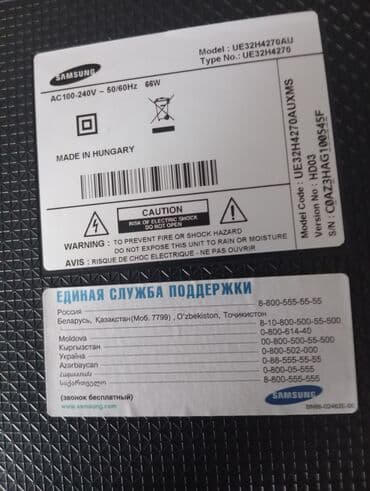 SAMSUNG
Model : UE32H4270AU
Type No.: UE32H4270
AC100-240V ~ 50/60Hz 66W
MADE IN HUNGARY
Model Code : UE32H4270AUXMS
Version No : HD03
S/N : C0AZ3HAG100545F
CAUTION
RISK OF ELECTRIC SHOCK
DO NOT OPEN
WARNING : TO PREVENT FIRE OR SHOCK HAZARD
DO NOT EXPOSE THIS UNIT TO RAIN OR MOISTURE
AVIS : RISQUE DE CHOC ELECTRIQUE - NE PAS OUVRIR
ЕДИНАЯ СЛУЖБА ПОДДЕРЖКИ
Россия 8-800-555-55-55
Беларусь, Қазақстан(Моб. 7799) , O'zbekiston, Тоҷикистон
8-10-800-500-55-500
Moldova 0-800-614-40
Кыргызстан 00-800-500-55-500
Україна 0-800-502-000
Azərbaycan 0-88-555-55-55
Հայաստան 0-800-05-555
საქართველო 8-800-555-555
(звонок бесплатный)
www.samsung.com
SAMSUNG